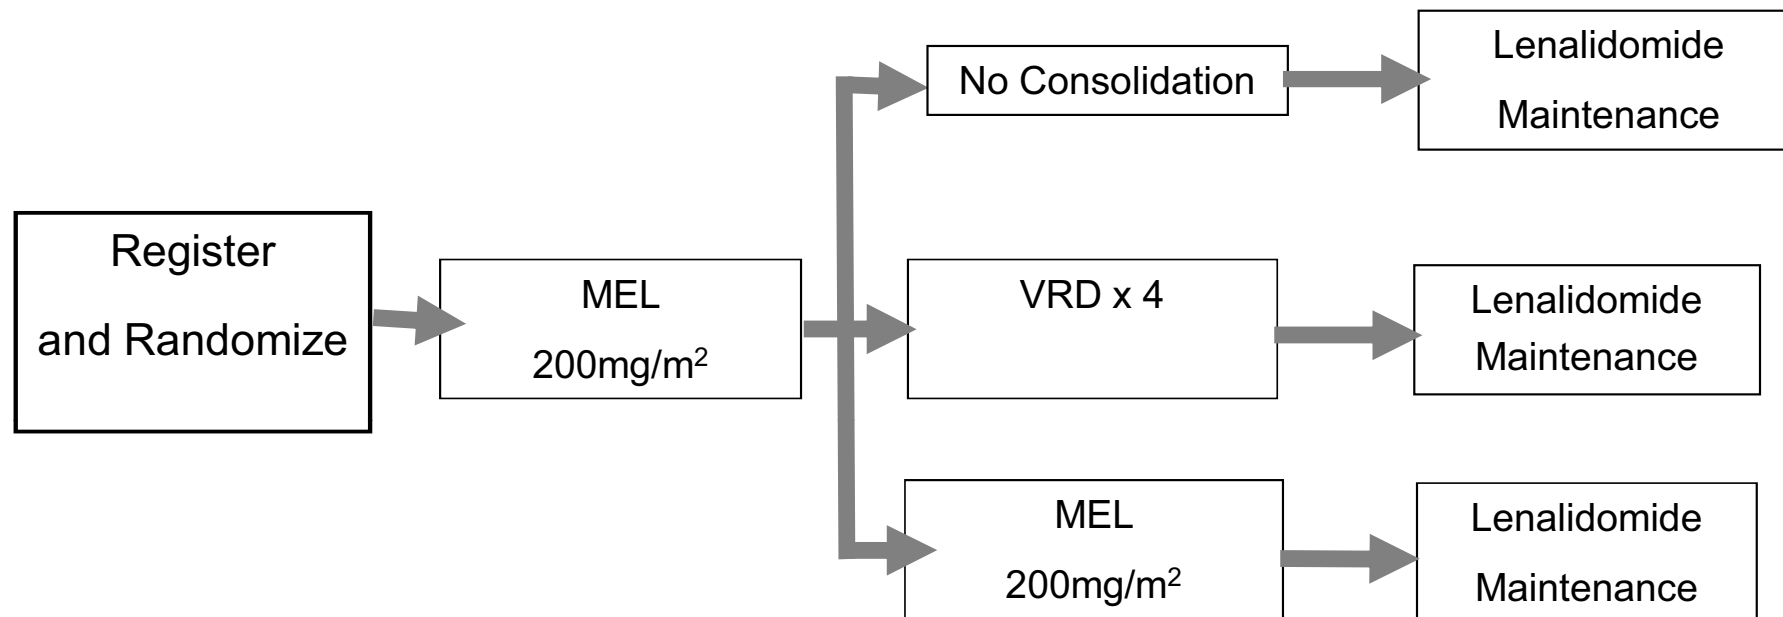 Register
and Randomize
MEL
200mg/m²
No Consolidation
Lenalidomide
Maintenance
VRD x 4
Lenalidomide
Maintenance
MEL
200mg/m²
Lenalidomide
Maintenance